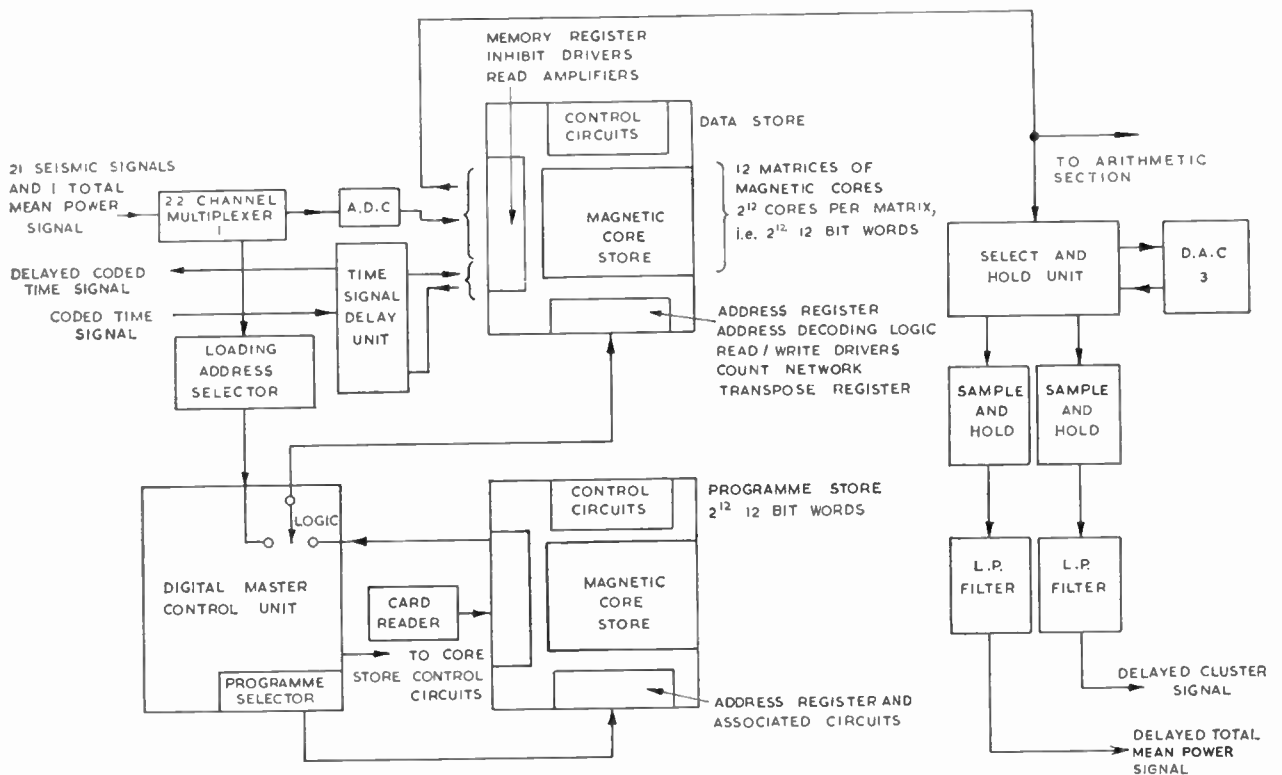 MEMORY REGISTER
INHIBIT DRIVERS
READ AMPLIFIERS
CONTROL
CIRCUITS
DATA STORE
21 SEISMIC SIGNALS
AND 1 TOTAL
MEAN POWER
SIGNAL
22 CHANNEL
MULTIPLEXER
1
A.D.C
MAGNETIC
CORE
STORE
12 MATRICES OF
MAGNETIC CORES
2¹² CORES PER MATRIX,
i.e. 2¹² 12 BIT WORDS
TO ARITHMETIC
SECTION
SELECT AND
HOLD UNIT
D.A.C
3
DELAYED CODED
TIME SIGNAL
CODED TIME
SIGNAL
TIME
SIGNAL
DELAY
UNIT
LOADING
ADDRESS
SELECTOR
ADDRESS REGISTER
ADDRESS DECODING LOGIC
READ/WRITE DRIVERS
COUNT NETWORK
TRANSPOSE REGISTER
SAMPLE
AND
HOLD
SAMPLE
AND
HOLD
LOGIC
DIGITAL MASTER
CONTROL UNIT
PROGRAMME
SELECTOR
CONTROL
CIRCUITS
PROGRAMME STORE
2¹² 12 BIT WORDS
CARD
READER
MAGNETIC
CORE
STORE
TO CORE
STORE CONTROL
CIRCUITS
ADDRESS REGISTER AND
ASSOCIATED CIRCUITS
L.P.
FILTER
L.P.
FILTER
DELAYED CLUSTER
SIGNAL
DELAYED TOTAL
MEAN POWER
SIGNAL